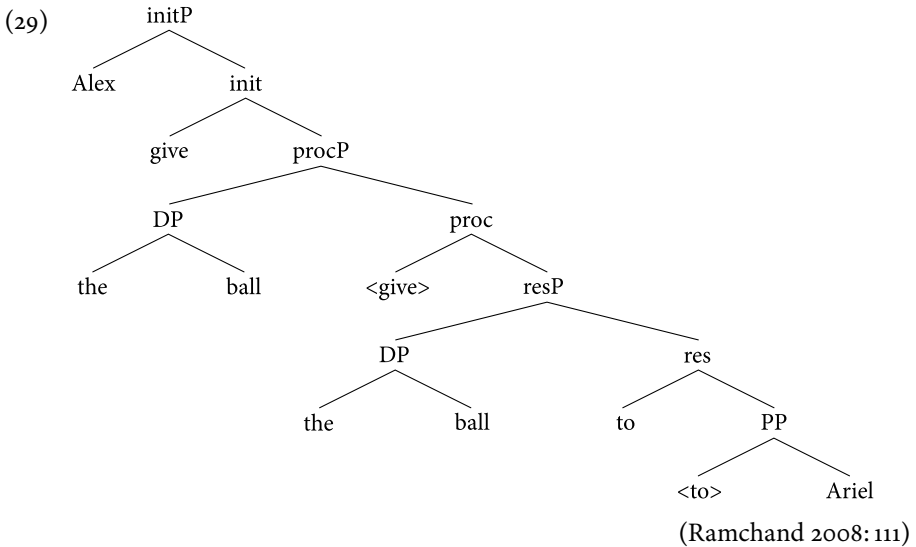 (29) initP
Alex init
give procP
DP proc
the ball <give> resP
DP res
the ball to PP
<to> Ariel
(Ramchand 2008: 111)